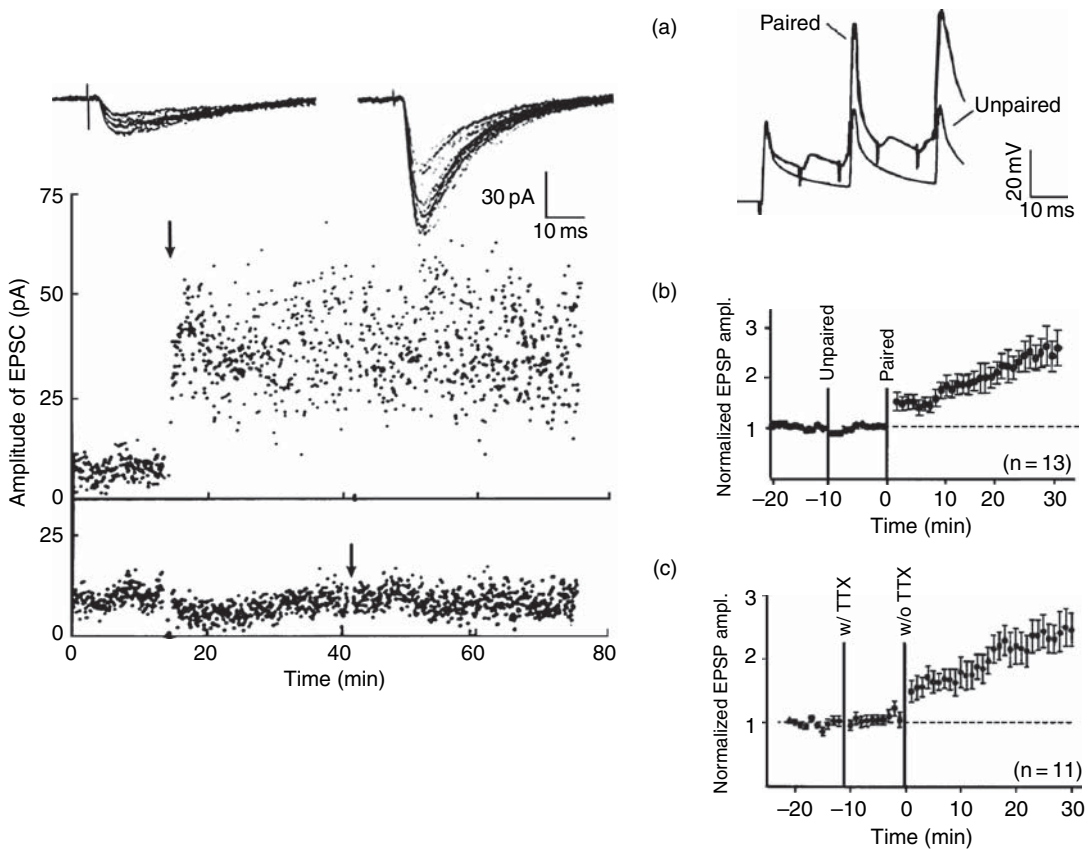 30 pA
10 ms
75
50
25
0
Amplitude of EPSC (pA)
25
0
0 20 40 60 80
Time (min)
(a)
Paired
Unpaired
20 mV
10 ms
(b)
Normalized EPSP ampl.
3
2
1
Unpaired
Paired
(n = 13)
–20 –10 0 10 20 30
Time (min)
(c)
Normalized EPSP ampl.
3
2
1
w/ TTX
w/o TTX
(n = 11)
–20 –10 0 10 20 30
Time (min)